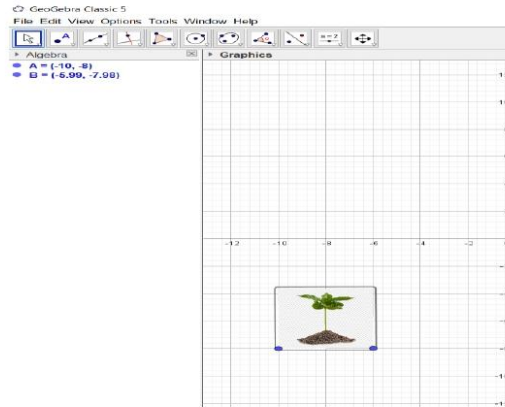 GeoGebra Classic 5
File Edit View Options Tools Window Help
A
a=2
Algebra
Graphics
A = (-10, -8)
B = (-5.99, -7.98)
-12 -10 -8 -6 -4 -2